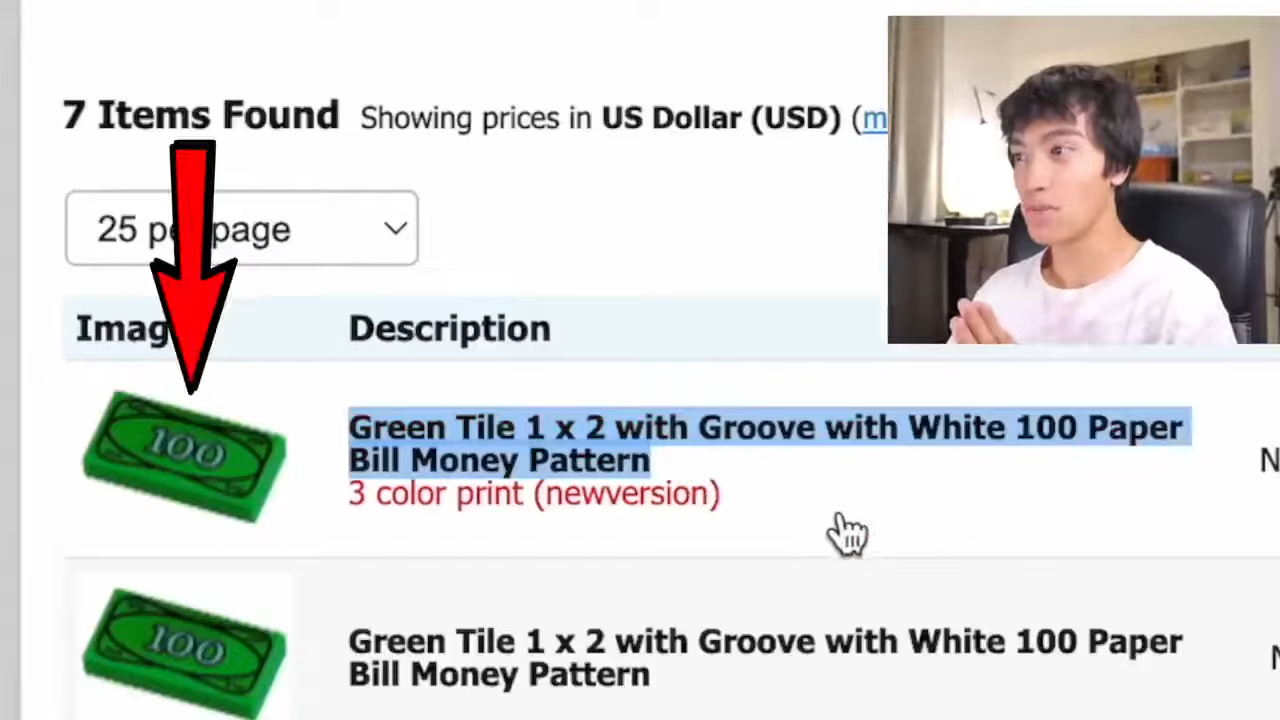 7 Items Found Showing prices in US Dollar (USD) (m
25 per page
Image Description
100
Green Tile 1 x 2 with Groove with White 100 Paper
Bill Money Pattern
3 color print (newversion)
N
100
Green Tile 1 x 2 with Groove with White 100 Paper
Bill Money Pattern
N